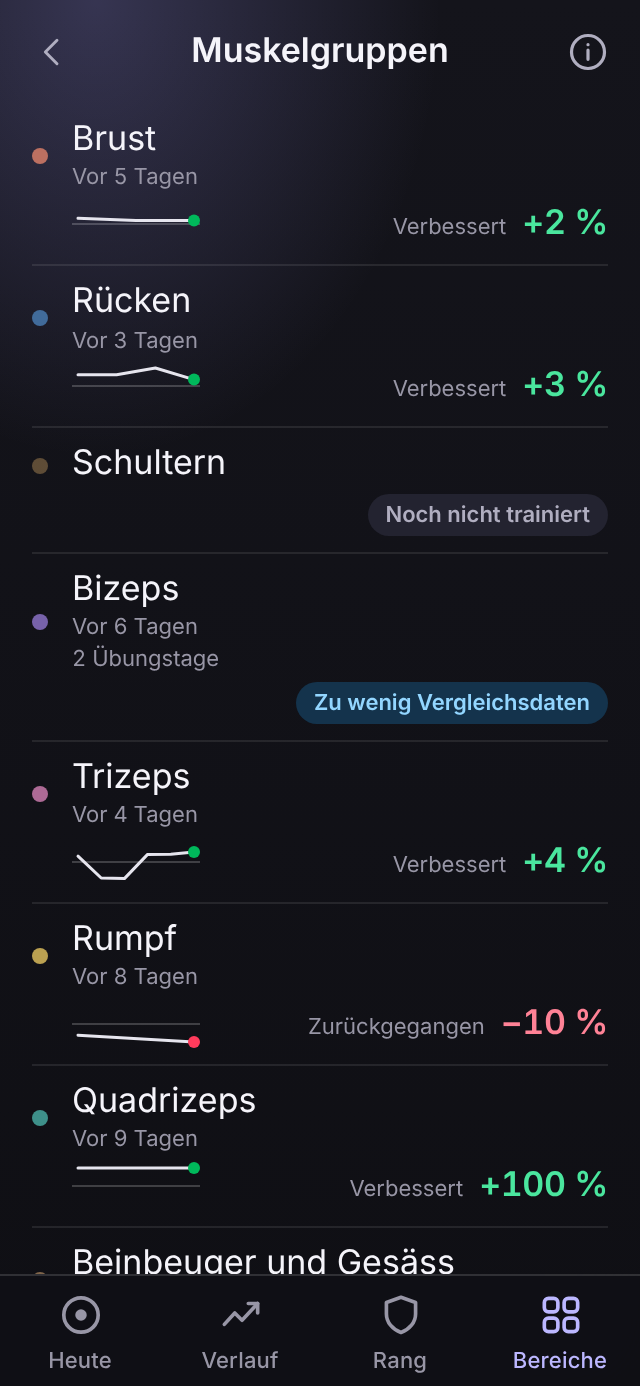 Muskelgruppen
Brust
Vor 5 Tagen
Verbessert +2 %
Rücken
Vor 3 Tagen
Verbessert +3 %
Schultern
Noch nicht trainiert
Bizeps
Vor 6 Tagen
2 Übungstage
Zu wenig Vergleichsdaten
Trizeps
Vor 4 Tagen
Verbessert +4 %
Rumpf
Vor 8 Tagen
Zurückgegangen −10 %
Quadrizeps
Vor 9 Tagen
Verbessert +100 %
Beinbeuger und Gesäss
Heute Verlauf Rang Bereiche